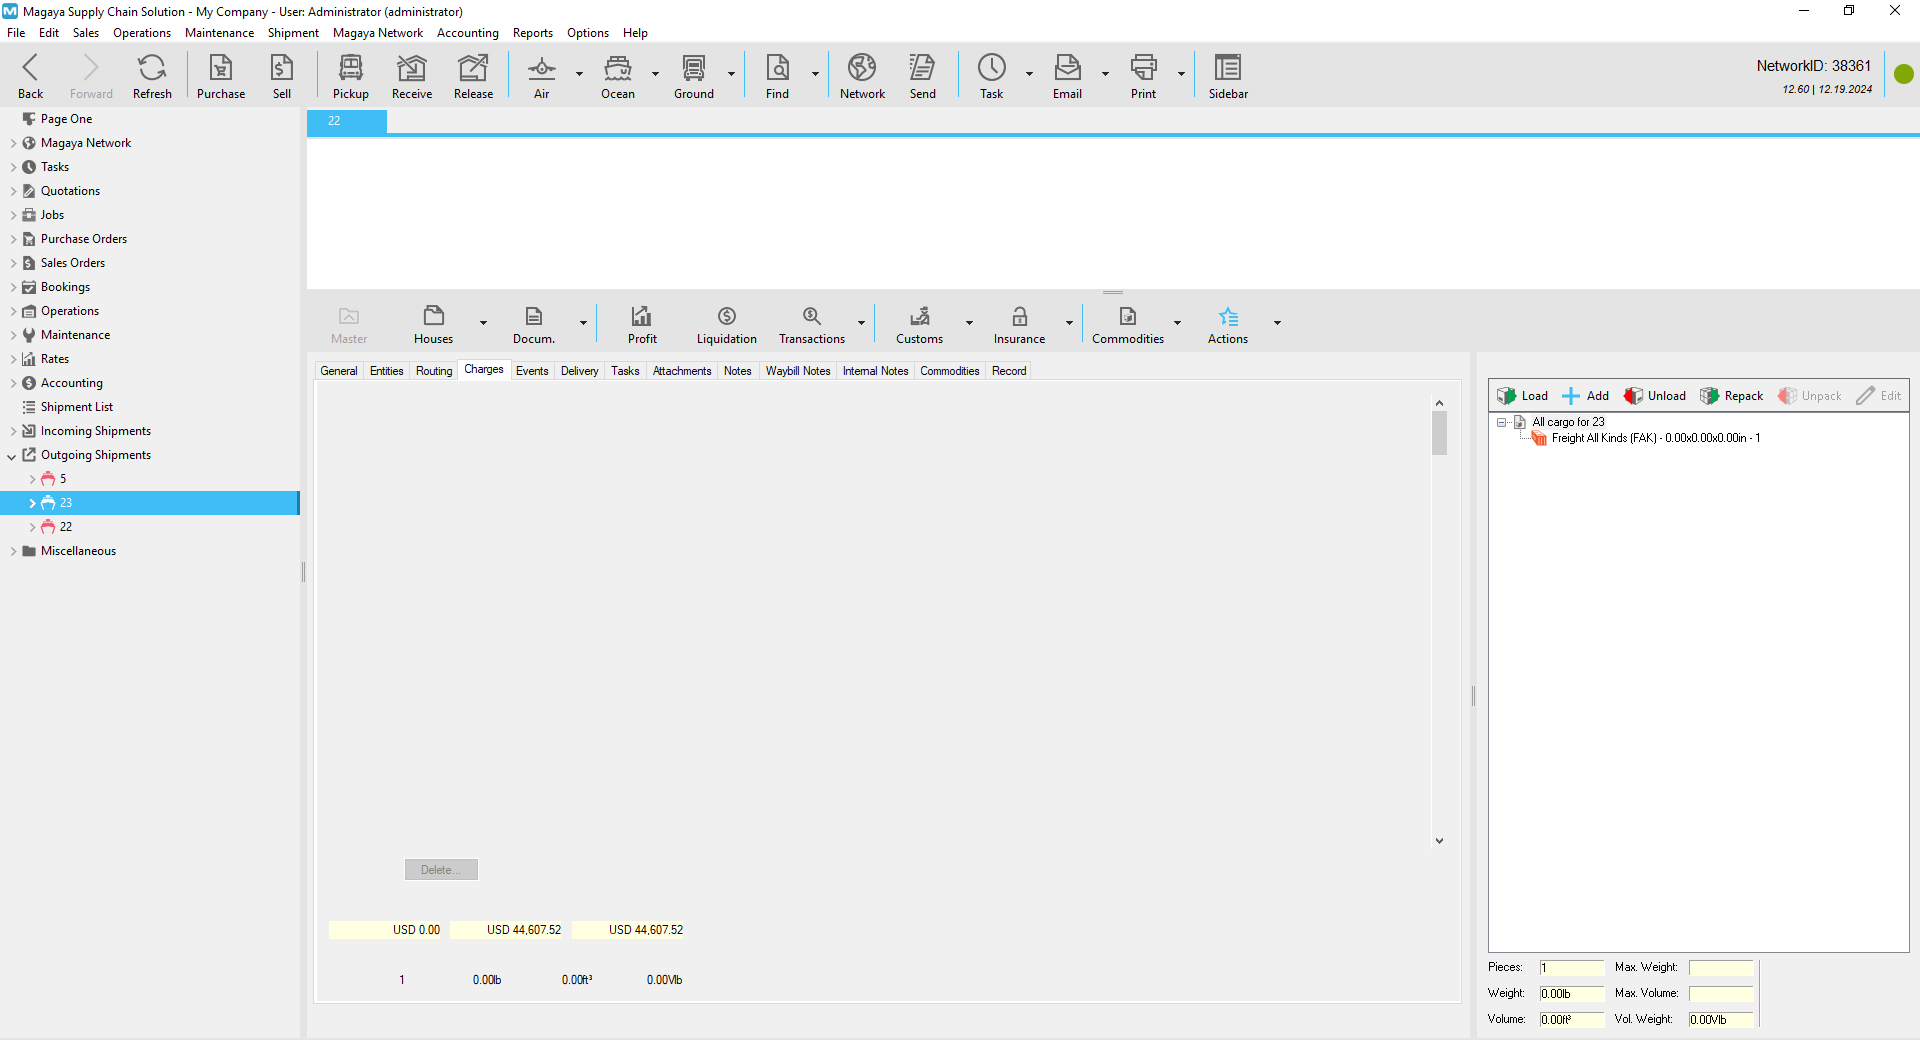 Magaya Supply Chain Solution - My Company - User: Administrator (administrator)
File Edit Sales Operations Maintenance Shipment Magaya Network Accounting Reports Options Help
Back Forward Refresh Purchase Sell Pickup Receive Release Air Ocean Ground Find Network Send Task Email Print Sidebar
NetworkID: 38361
12.60 | 12.19.2024
Page One
Magaya Network
Tasks
Quotations
Jobs
Purchase Orders
Sales Orders
Bookings
Operations
Maintenance
Rates
Accounting
Shipment List
Incoming Shipments
Outgoing Shipments
5
23
22
Miscellaneous
22
Master Houses Docum. Profit Liquidation Transactions Customs Insurance Commodities Actions
General Entities Routing Charges Events Delivery Tasks Attachments Notes Waybill Notes Internal Notes Commodities Record
Delete...
USD 0.00 USD 44,607.52 USD 44,607.52
1 0.00lb 0.00ft³ 0.00Vlb
Load Add Unload Repack Unpack Edit
All cargo for 23
Freight All Kinds (FAK) - 0.00x0.00x0.00in - 1
Pieces: 1 Max. Weight:
Weight: 0.00lb Max. Volume:
Volume: 0.00ft³ Vol. Weight: 0.00Vlb